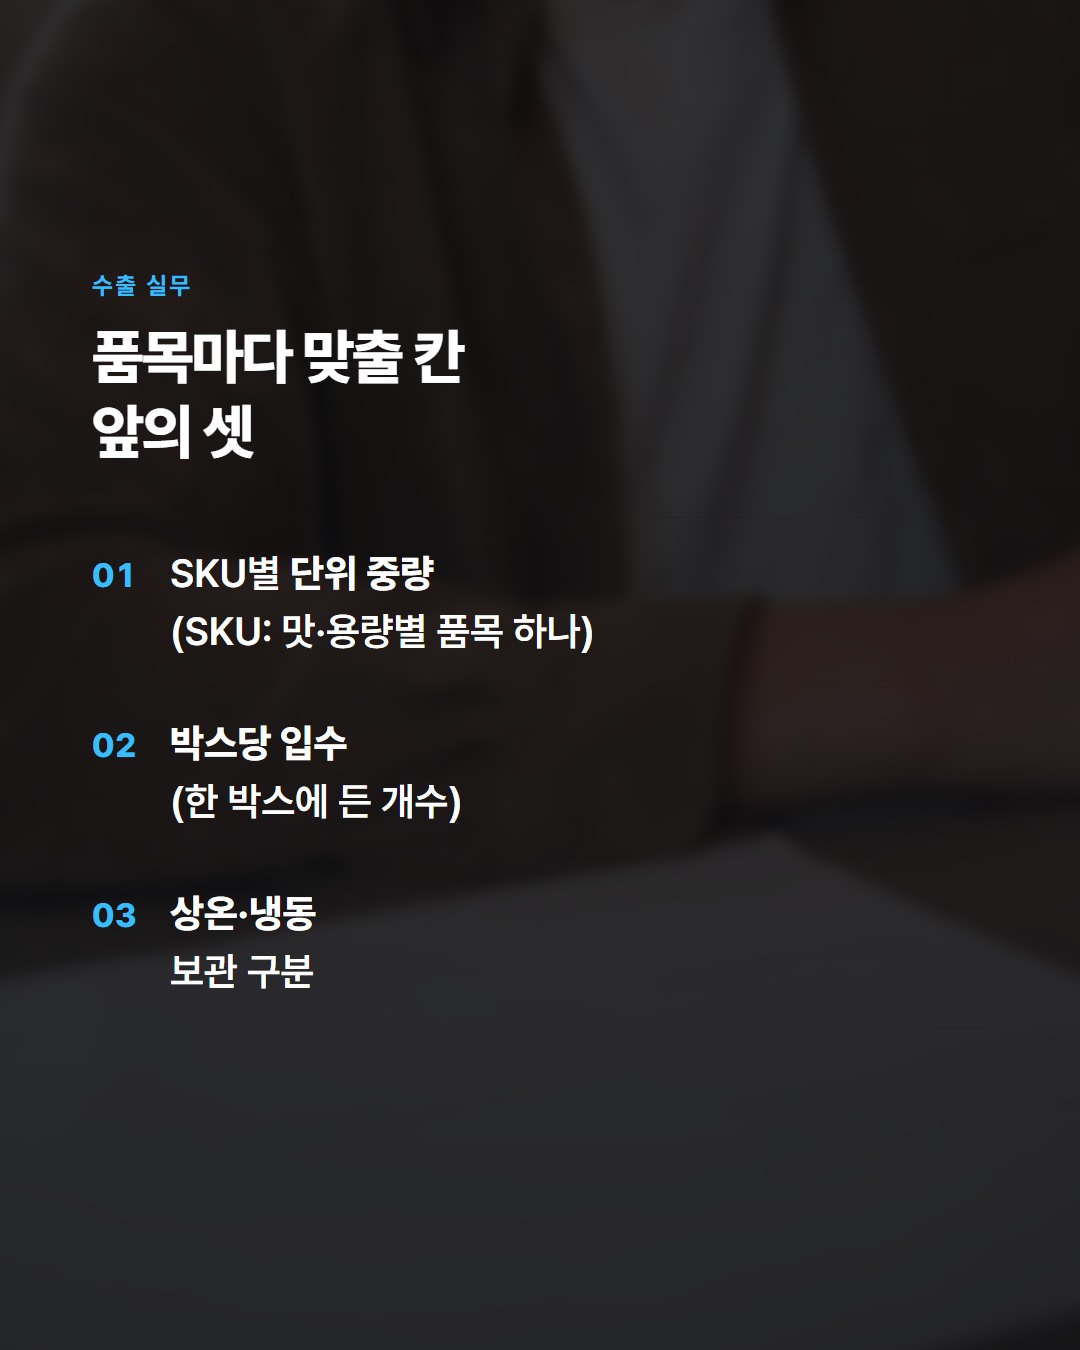 수출 실무
품목마다 맞출 칸
앞의 셋
01 SKU별 단위 중량
(SKU: 맛·용량별 품목 하나)
02 박스당 입수
(한 박스에 든 개수)
03 상온·냉동
보관 구분